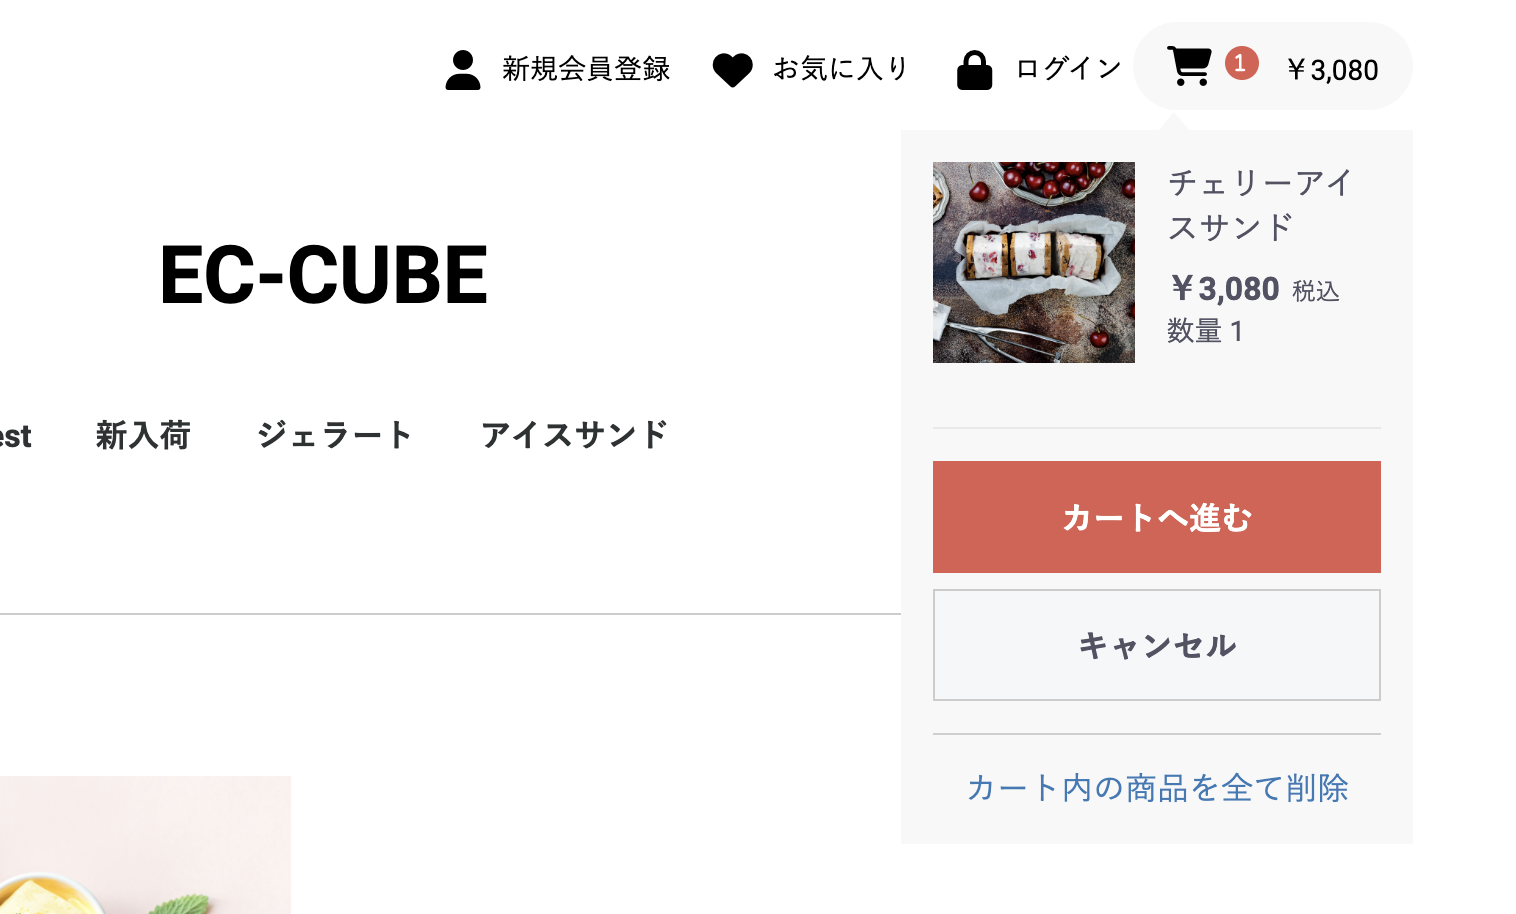 新規会員登録 お気に入り ログイン 1 ￥3,080
チェリーアイ
スサンド
￥3,080 税込
数量 1
EC-CUBE
est 新入荷 ジェラート アイスサンド
カートへ進む
キャンセル
カート内の商品を全て削除